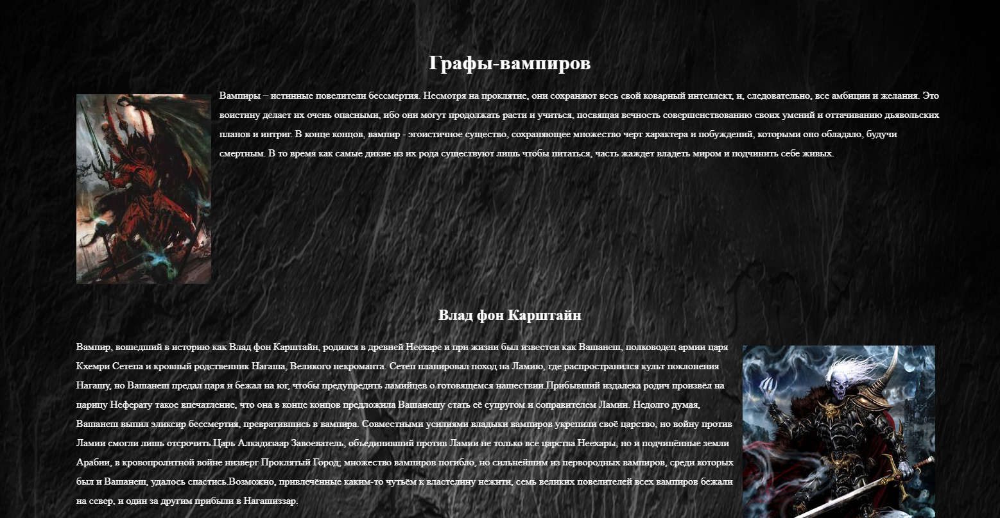 Графы-вампиров
Вампиры – истинные повелители бессмертия. Несмотря на проклятие, они сохраняют весь свой коварный интеллект, и, следовательно, все амбиции и желания. Это
воистину делает их очень опасными, ибо они могут продолжать расти и учиться, посвящая вечность совершенствованию своих умений и оттачиванию дьявольских
планов и интриг. В конце концов, вампир - эгоистичное существо, сохраняющее множество черт характера и побуждений, которыми оно обладало, будучи
смертным. В то время как самые дикие из их рода существуют лишь чтобы питаться, часть жаждет владеть миром и подчинить себе живых.
Влад фон Карштайн
Вампир, вошедший в историю как Влад фон Карштайн, родился в древней Неехаре и при жизни был известен как Вашанеш, полководец армии царя
Кхемри Сетепа и кровный родственник Нагаша, Великого некроманта. Сетеп планировал поход на Ламию, где распространился культ поклонения
Нагашу, но Вашанеш предал царя и бежал на юг, чтобы предупредить ламийцев о готовящемся нашествии.Прибывший издалека родич произвёл на
царицу Неферату такое впечатление, что она в конце концов предложила Вашанешу стать её супругом и соправителем Ламии. Недолго думая,
Вашанеш выпил эликсир бессмертия, превратившись в вампира. Совместными усилиями владыки вампиров укрепили своё царство, но войну против
Ламии смогли лишь отсрочить.Царь Алкадизаар Завоеватель, объединивший против Ламии не только все царства Неехары, но и подчинённые земли
Арабии, в кровопролитной войне низверг Проклятый Город; множество вампиров погибло, но сильнейшим из первородных вампиров, среди которых
был и Вашанеш, удалось спастись.Возможно, привлечённые каким-то чутьём к властелину нежити, семь великих повелителей всех вампиров бежали
на север, и один за другим прибыли в Нагашиззар.